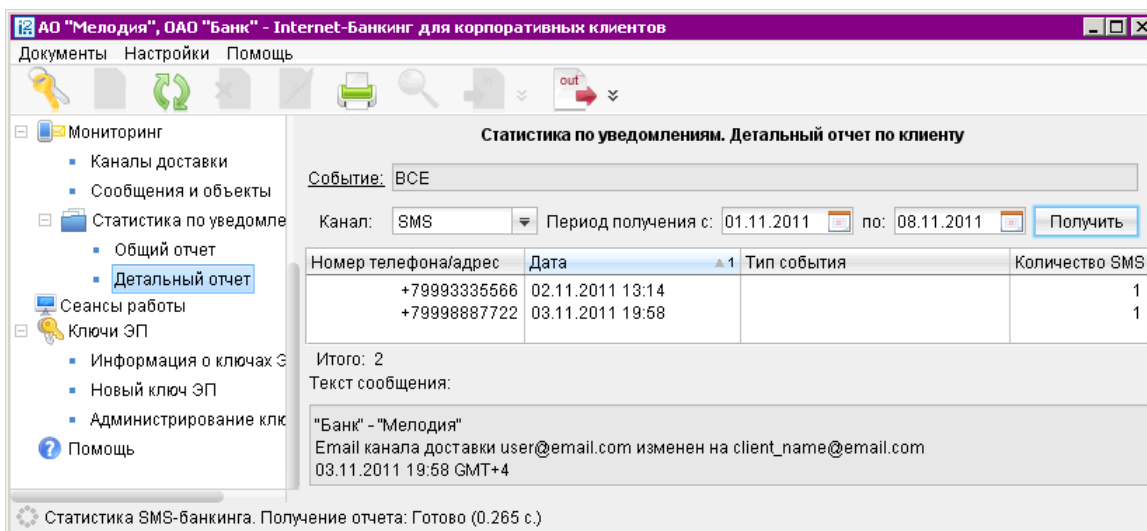 АО "Мелодия", ОАО "Банк" - Internet-Банкинг для корпоративных клиентов
Документы Настройки Помощь
out
Мониторинг
Каналы доставки
Сообщения и объекты
Статистика по уведомле
Общий отчет
Детальный отчет
Сеансы работы
Ключи ЭП
Информация о ключах Э
Новый ключ ЭП
Администрирование клю
Помощь
Статистика по уведомлениям. Детальный отчет по клиенту
Событие: ВСЕ
Канал: SMS Период получения с: 01.11.2011 по: 08.11.2011 Получить
Номер телефона/адрес Дата 1 Тип события Количество SMS
+79993335566 02.11.2011 13:14 1
+79998887722 03.11.2011 19:58 1
Итого: 2
Текст сообщения:
"Банк" - "Мелодия"
Email канала доставки user@email.com изменен на client_name@email.com
03.11.2011 19:58 GMT+4
Статистика SMS-банкинга. Получение отчета: Готово (0.265 с.)